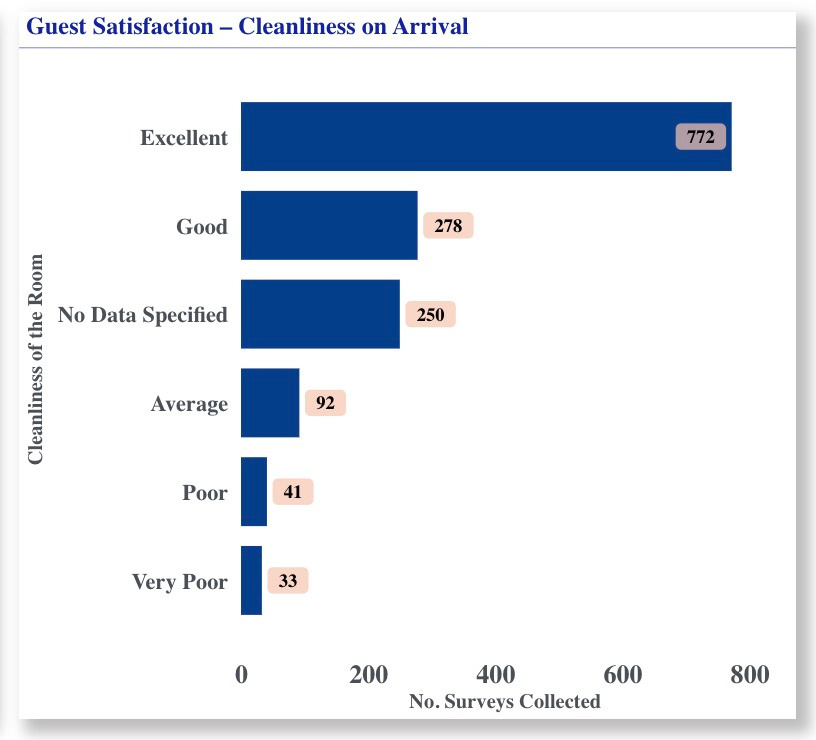 Guest Satisfaction – Cleanliness on Arrival
Cleanliness of the Room
Excellent 772
Good 278
No Data Specified 250
Average 92
Poor 41
Very Poor 33
0 200 400 600 800
No. Surveys Collected